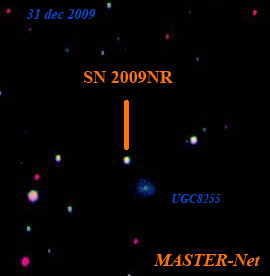 31 dec 2009
SN 2009NR
UGC8255
MASTER-Net